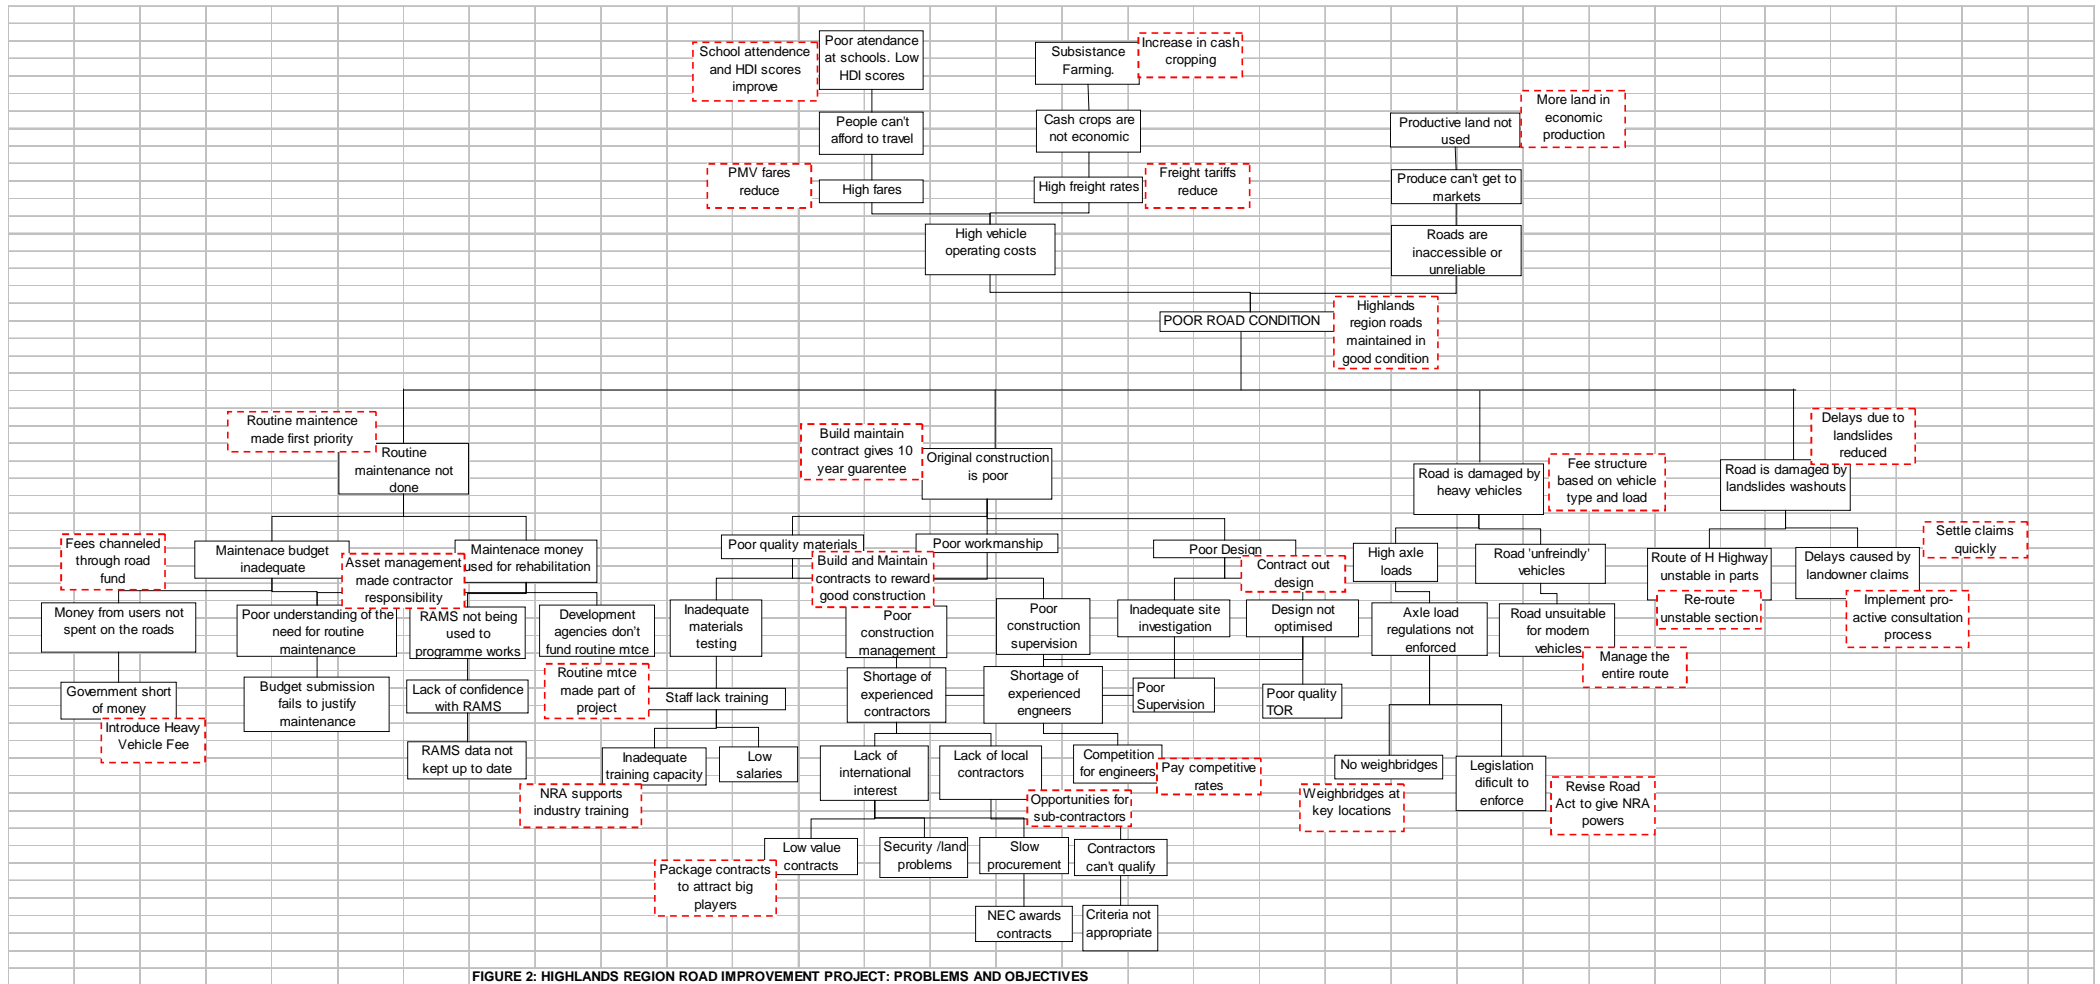 School attendence
and HDI scores
improve
Poor atendance
at schools. Low
HDI scores
Subsistance
Farming.
Increase in cash
cropping
People can't
afford to travel
Cash crops are
not economic
Productive land not
used
More land in
economic
production
PMV fares
reduce
High fares
High freight rates
Freight tariffs
reduce
Produce can't get to
markets
High vehicle
operating costs
Roads are
inaccessible or
unreliable
POOR ROAD CONDITION
Highlands
region roads
maintained in
good condition
Routine maintence
made first priority
Routine
maintenance not
done
Build maintain
contract gives 10
year guarentee
Original construction
is poor
Road is damaged by
heavy vehicles
Fee structure
based on vehicle
type and load
Delays due to
landslides
reduced
Road is damaged by
landslides washouts
Fees channeled
through road
fund
Maintenace budget
inadequate
Asset management
made contractor
responsibility
Maintenace money
used for rehabilitation
Poor quality materials
Build and Maintain
contracts to reward
good construction
Poor workmanship
Poor Design
Contract out
design
High axle
loads
Road 'unfreindly'
vehicles
Route of H Highway
unstable in parts
Re-route
unstable section
Delays caused by
landowner claims
Settle claims
quickly
Implement pro-
active consultation
process
Money from users not
spent on the roads
Poor understanding of the
need for routine
maintenance
RAMS not being
used to
programme works
Development
agencies don't
fund routine mtce
Inadequate
materials
testing
Poor
construction
management
Poor
construction
supervision
Inadequate site
investigation
Design not
optimised
Axle load
regulations not
enforced
Road unsuitable
for modern
vehicles
Manage the
entire route
Government short
of money
Introduce Heavy
Vehicle Fee
Budget submission
fails to justify
maintenance
Lack of confidence
with RAMS
Routine mtce
made part of
project
Staff lack training
Shortage of
experienced
contractors
Shortage of
experienced
engneers
Poor
Supervision
Poor quality
TOR
RAMS data not
kept up to date
Inadequate
training capacity
Low
salaries
NRA supports
industry training
Lack of
international
interest
Lack of local
contractors
Competition
for engineers
Pay competitive
rates
Opportunities for
sub-contractors
No weighbridges
Weighbridges at
key locations
Legislation
dificult to
enforce
Revise Road
Act to give NRA
powers
Package contracts
to attract big
players
Low value
contracts
Security /land
problems
Slow
procurement
Contractors
can't qualify
NEC awards
contracts
Criteria not
appropriate
FIGURE 2: HIGHLANDS REGION ROAD IMPROVEMENT PROJECT: PROBLEMS AND OBJECTIVES